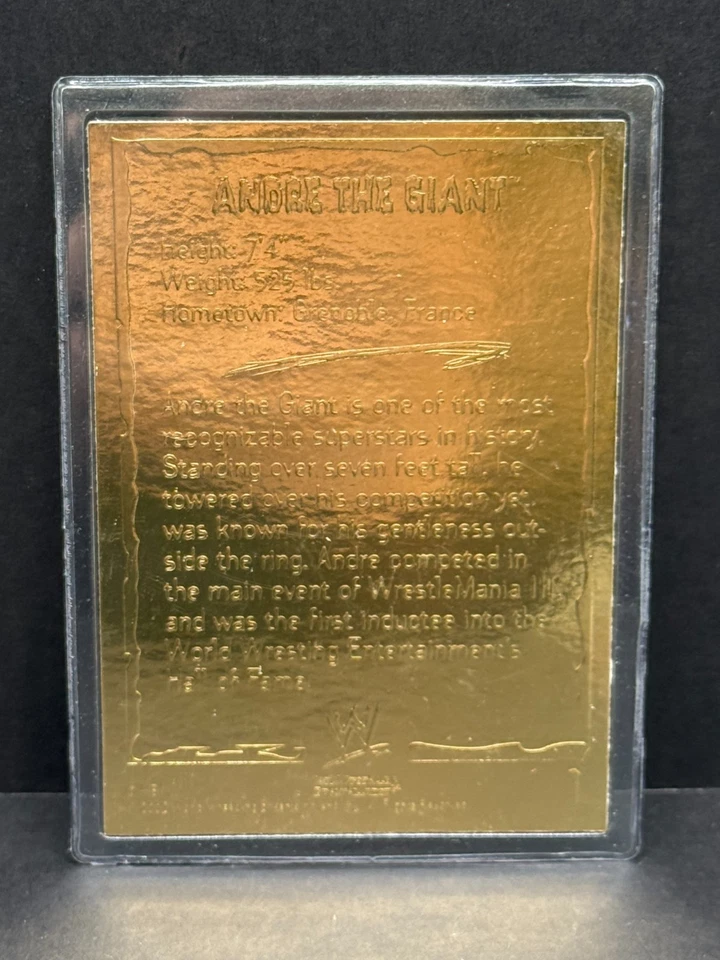 ANDRE THE GIANT™
Height: 7'4"
Weight: 525 lbs.
Hometown: Grenoble, France
Andre the Giant is one of the most
recognizable superstars in history.
Standing over seven feet tall, he
towered over his competition yet
was known for his gentleness out-
side the ring. Andre competed in
the main event of WrestleMania III
and was the first inductee into the
World Wrestling Entertainment's
Hall of Fame.
W